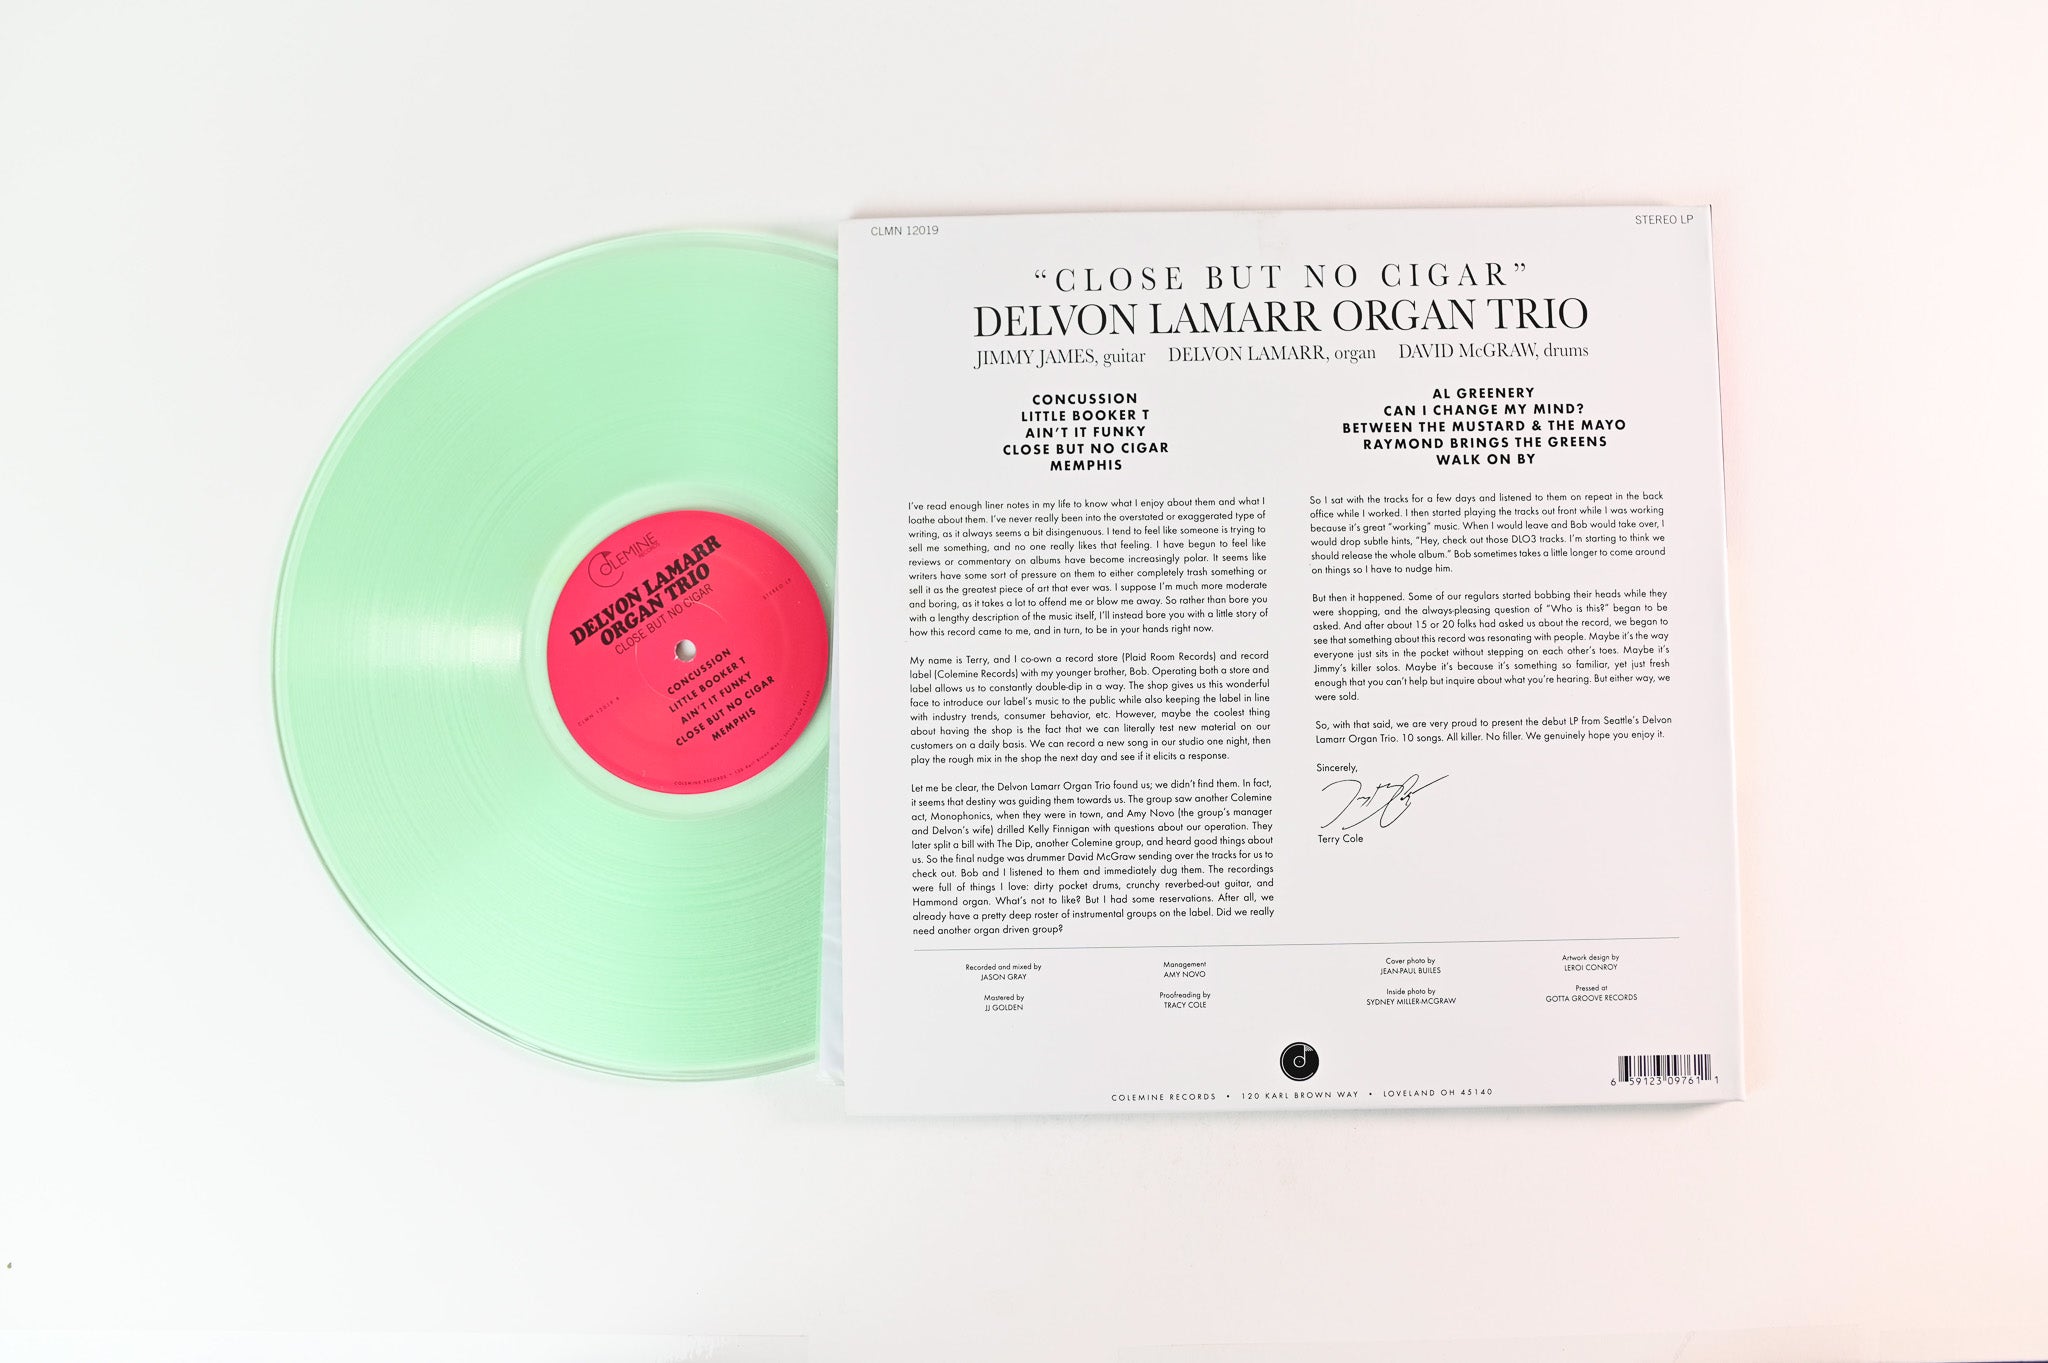 COLEMINE
RECORDS
DELVON LAMARR
ORGAN TRIO
CLOSE BUT NO CIGAR
STEREO LP
CLMN 12019
CONCUSSION
LITTLE BOOKER T
AIN'T IT FUNKY
CLOSE BUT NO CIGAR
MEMPHIS
COLEMINE RECORDS • 120 Karl Brown Way • Loveland OH 45140
CLMN 12019
STEREO LP
“CLOSE BUT NO CIGAR”
DELVON LAMARR ORGAN TRIO
JIMMY JAMES, guitar DELVON LAMARR, organ DAVID McGRAW, drums
CONCUSSION
LITTLE BOOKER T
AIN'T IT FUNKY
CLOSE BUT NO CIGAR
MEMPHIS
AL GREENERY
CAN I CHANGE MY MIND?
BETWEEN THE MUSTARD & THE MAYO
RAYMOND BRINGS THE GREENS
WALK ON BY
I've read enough liner notes in my life to know what I enjoy about them and what I
loathe about them. I've never really been into the overstated or exaggerated type of
writing, as it always seems a bit disingenuous. I tend to feel like someone is trying to
sell me something, and no one really likes that feeling. I have begun to feel like
reviews or commentary on albums have become increasingly polar. It seems like
writers have some sort of pressure on them to either completely trash something or
sell it as the greatest piece of art that ever was. I suppose I'm much more moderate
and boring, as it takes a lot to offend me or blow me away. So rather than bore you
with a lengthy description of the music itself, I'll instead bore you with a little story of
how this record came to me, and in turn, to be in your hands right now.
My name is Terry, and I co-own a record store (Plaid Room Records) and record
label (Colemine Records) with my younger brother, Bob. Operating both a store and
label allows us to constantly double-dip in a way. The shop gives us this wonderful
face to introduce our label's music to the public while also keeping the label in line
with industry trends, consumer behavior, etc. However, maybe the coolest thing
about having the shop is the fact that we can literally test new material on our
customers on a daily basis. We can record a new song in our studio one night, then
play the rough mix in the shop the next day and see if it elicits a response.
Let me be clear, the Delvon Lamarr Organ Trio found us; we didn't find them. In fact,
it seems that destiny was guiding them towards us. The group saw another Colemine
act, Monophonics, when they were in town, and Amy Novo (the group's manager
and Delvon's wife) drilled Kelly Finnigan with questions about our operation. They
later split a bill with The Dip, another Colemine group, and heard good things about
us. So the final nudge was drummer David McGraw sending over the tracks for us to
check out. Bob and I listened to them and immediately dug them. The recordings
were full of things I love: dirty pocket drums, crunchy reverbed-out guitar, and
Hammond organ. What's not to like? But I had some reservations. After all, we
already have a pretty deep roster of instrumental groups on the label. Did we really
need another organ driven group?
So I sat with the tracks for a few days and listened to them on repeat in the back
office while I worked. I then started playing the tracks out front while I was working
because it's great “working” music. When I would leave and Bob would take over, I
would drop subtle hints, “Hey, check out those DLO3 tracks. I'm starting to think we
should release the whole album.” Bob sometimes takes a little longer to come around
on things so I have to nudge him.
But then it happened. Some of our regulars started bobbing their heads while they
were shopping, and the always-pleasing question of “Who is this?” began to be
asked. And after about 15 or 20 folks had asked us about the record, we began to
see that something about this record was resonating with people. Maybe it's the way
everyone just sits in the pocket without stepping on each other's toes. Maybe it's
Jimmy's killer solos. Maybe it's because it's something so familiar, yet just fresh
enough that you can't help but inquire about what you're hearing. But either way, we
were sold.
So, with that said, we are very proud to present the debut LP from Seattle's Delvon
Lamarr Organ Trio. 10 songs. All killer. No filler. We genuinely hope you enjoy it.
Sincerely,
Terry Cole
Recorded and mixed by
JASON GRAY
Mastered by
JJ GOLDEN
Management
AMY NOVO
Proofreading by
TRACY COLE
Cover photo by
JEAN-PAUL BUILES
Inside photo by
SYDNEY MILLER-MCGRAW
Artwork design by
LEROI CONROY
Pressed at
GOTTA GROOVE RECORDS
COLEMINE RECORDS • 120 KARL BROWN WAY • LOVELAND OH 45140
6 59123 09761 1